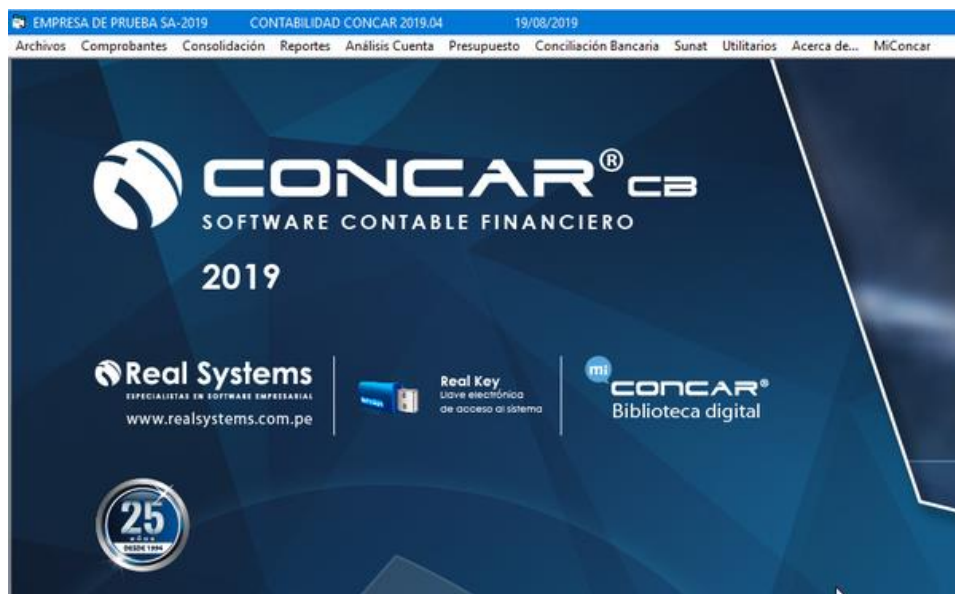 EMPRESA DE PRUEBA SA-2019 CONTABILIDAD CONCAR 2019.04 19/08/2019
Archivos Comprobantes Consolidación Reportes Análisis Cuenta Presupuesto Conciliación Bancaria Sunat Utilitarios Acerca de... MiConcar
CONCAR® CB
SOFTWARE CONTABLE FINANCIERO
2019
Real Systems
ESPECIALISTAS EN SOFTWARE EMPRESARIAL
www.realsystems.com.pe
Real Key
Llave electrónica
de acceso al sistema
mi
CONCAR®
Biblioteca digital
25
años
DESDE 1994